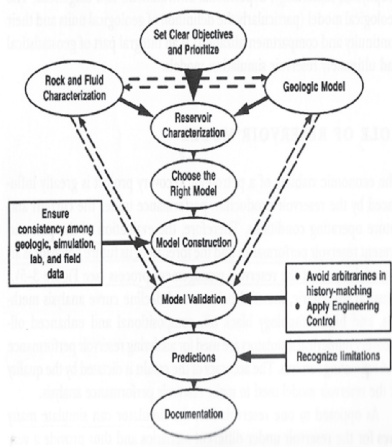 Set Clear Objectives
and Prioritize
Rock and Fluid
Characterization
Geologic Model
Reservoir
Characterization
Choose the
Right Model
Ensure
consistency among
geologic, simulation,
lab, and field
data
Model Construction
Model Validation
• Avoid arbitrarines in
history-matching
• Apply Engineering
Control
Predictions
Recognize limitations
Documentation